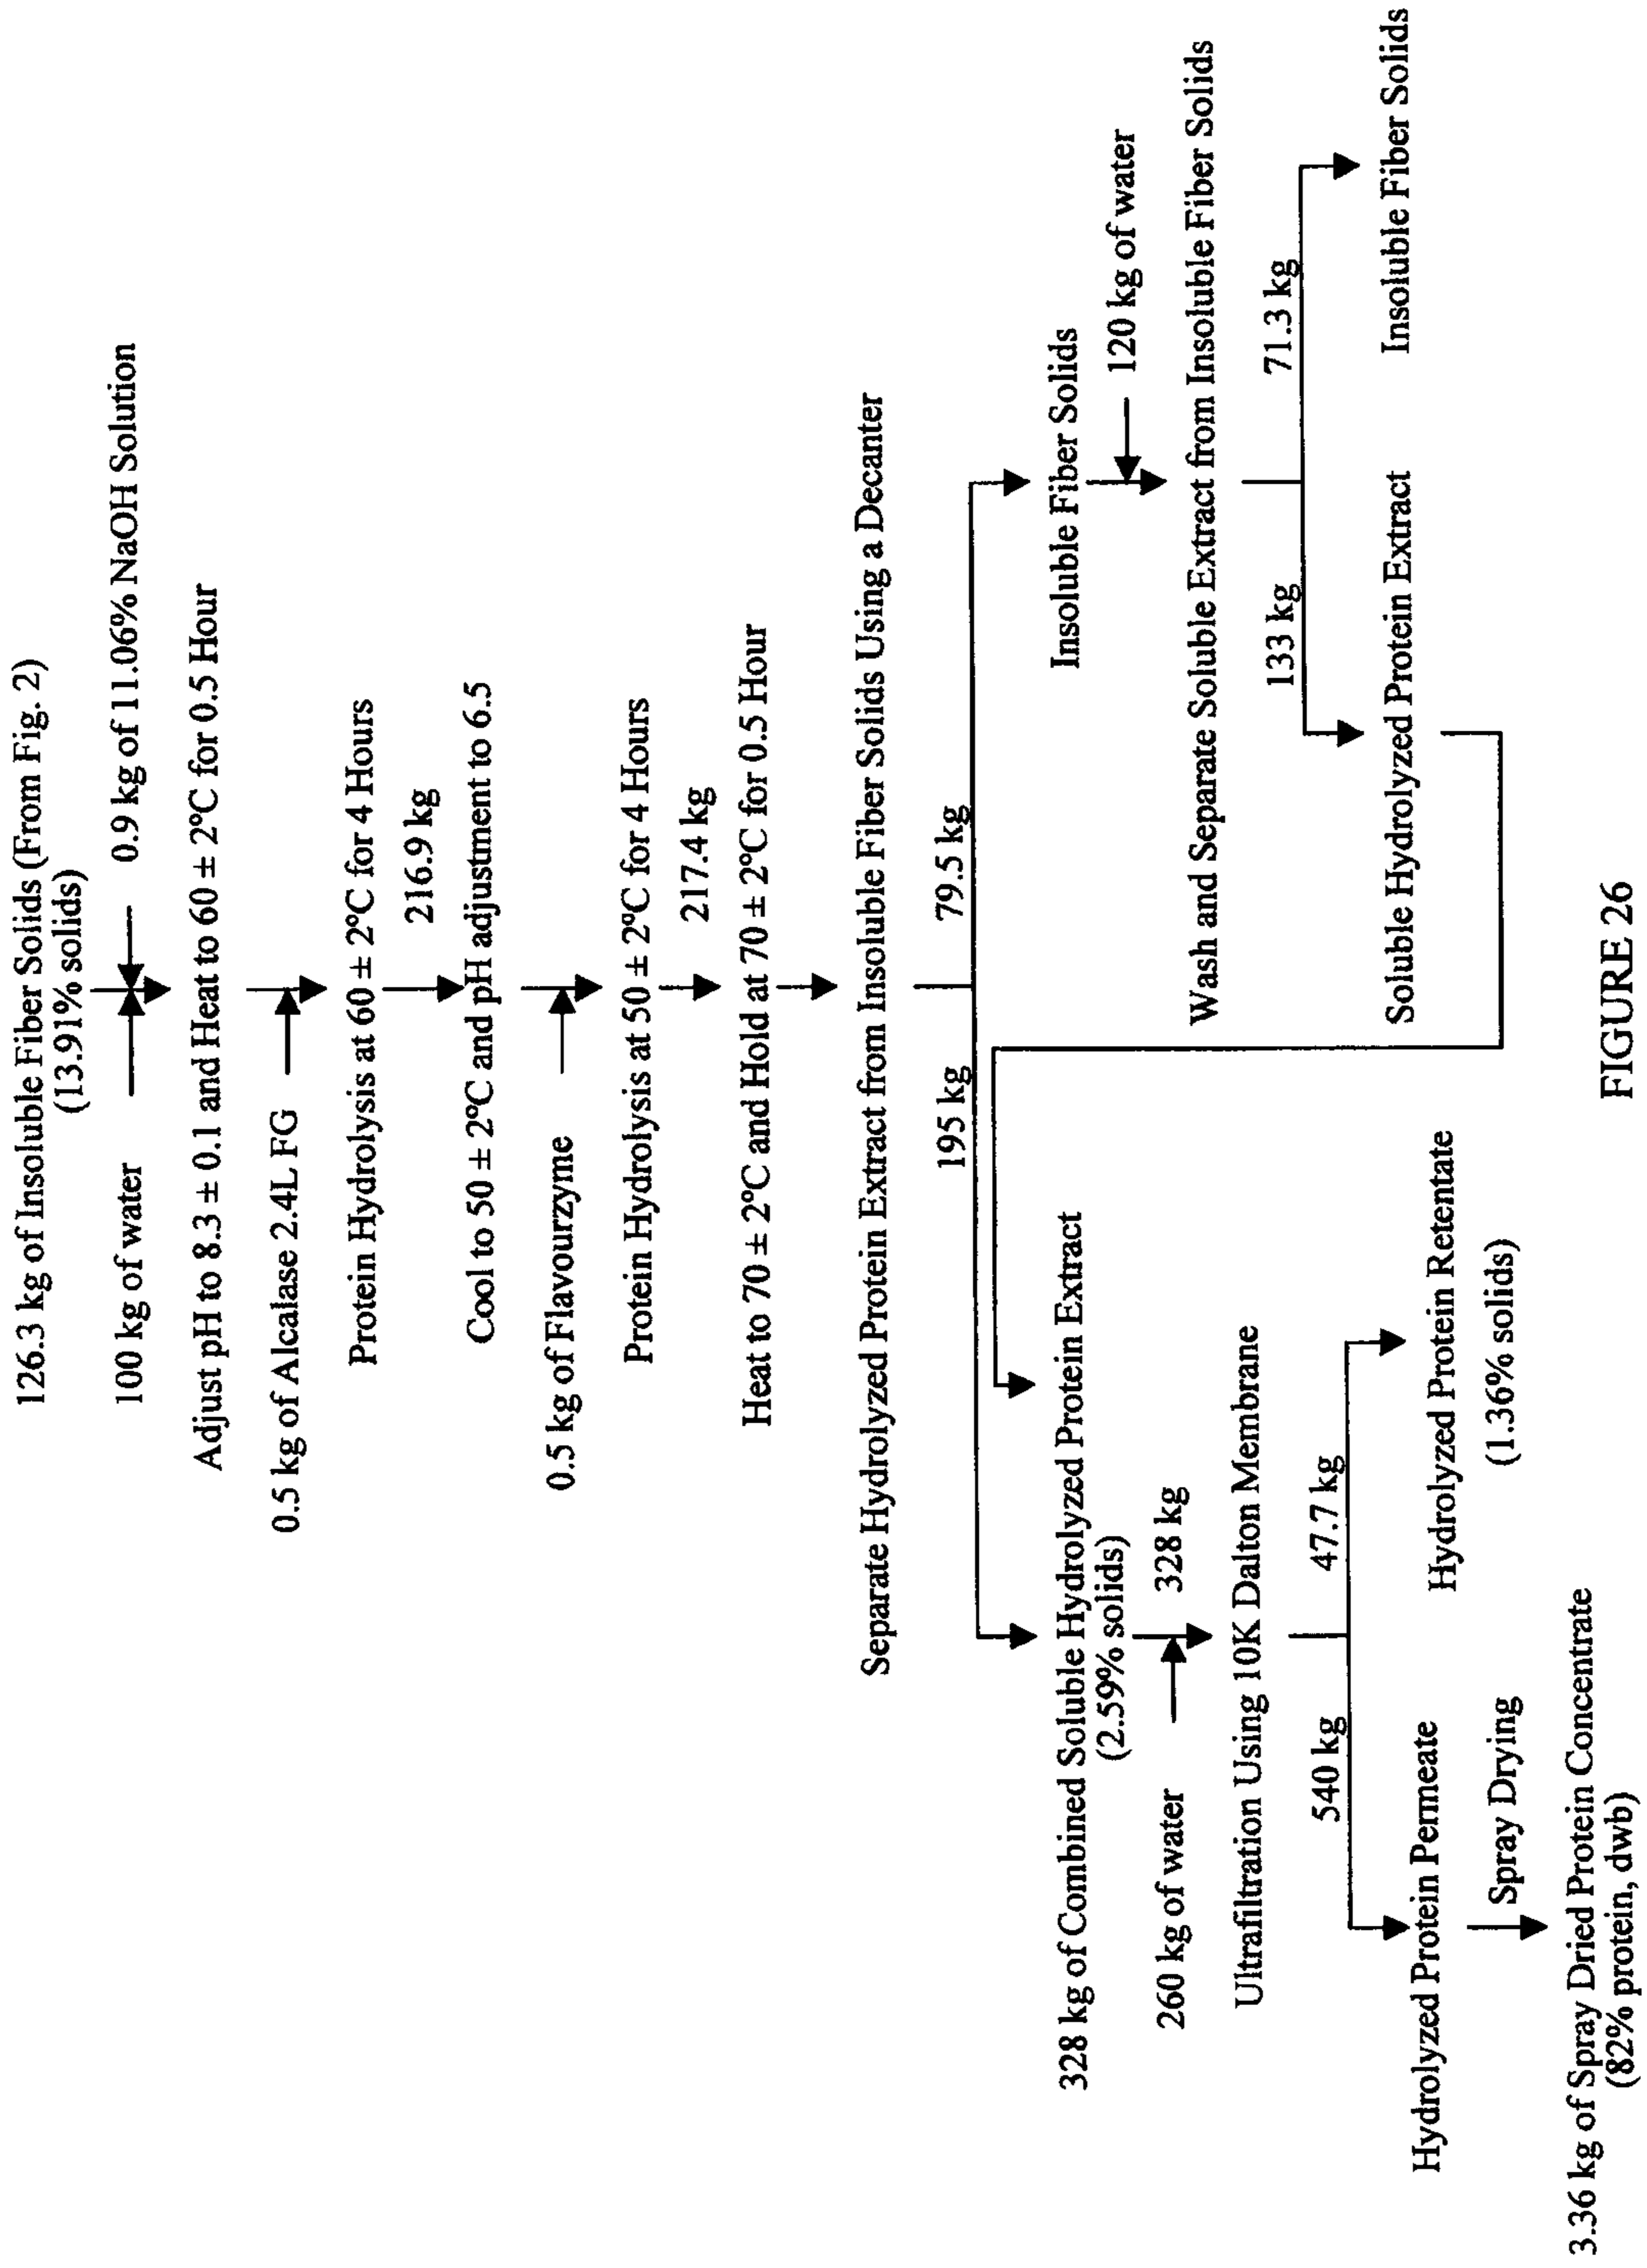 126.3 kg of Insoluble Fiber Solids (From Fig. 2)
(13.91% solids)
100 kg of water
0.9 kg of 11.06% NaOH Solution
Adjust pH to 8.3 ± 0.1 and Heat to 60 ± 2°C for 0.5 Hour
0.5 kg of Alcalase 2.4L FG
Protein Hydrolysis at 60 ± 2°C for 4 Hours
216.9 kg
Cool to 50 ± 2°C and pH adjustment to 6.5
0.5 kg of Flavourzyme
Protein Hydrolysis at 50 ± 2°C for 4 Hours
217.4 kg
Heat to 70 ± 2°C and Hold at 70 ± 2°C for 0.5 Hour
Separate Hydrolyzed Protein Extract from Insoluble Fiber Solids Using a Decanter
195 kg
79.5 kg
Insoluble Fiber Solids
120 kg of water
Wash and Separate Soluble Extract from Insoluble Fiber Solids
133 kg
71.3 kg
Soluble Hydrolyzed Protein Extract
Insoluble Fiber Solids
328 kg of Combined Soluble Hydrolyzed Protein Extract
(2.59% solids)
260 kg of water
328 kg
Ultrafiltration Using 10K Dalton Membrane
540 kg
47.7 kg
Hydrolyzed Protein Permeate
Hydrolyzed Protein Retentate
(1.36% solids)
Spray Drying
3.36 kg of Spray Dried Protein Concentrate
(82% protein, dwb)
FIGURE 26